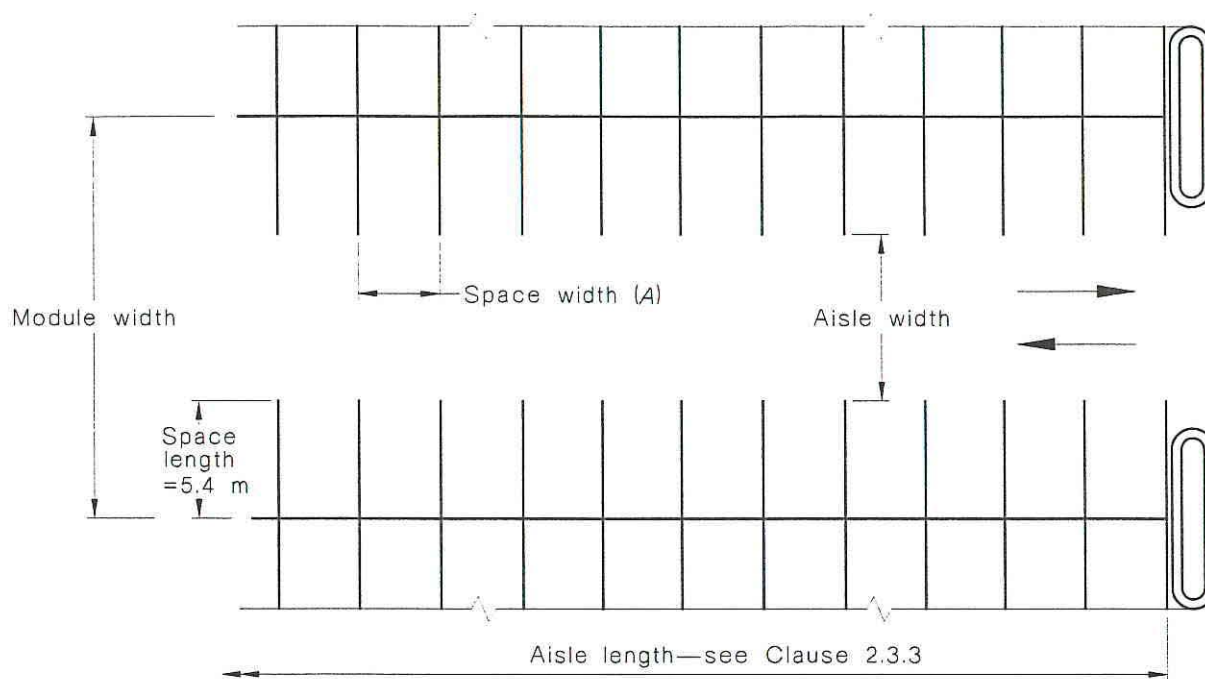 Space width (A)
Module width
Aisle width
Space
length
=5.4 m
Aisle length—see Clause 2.3.3